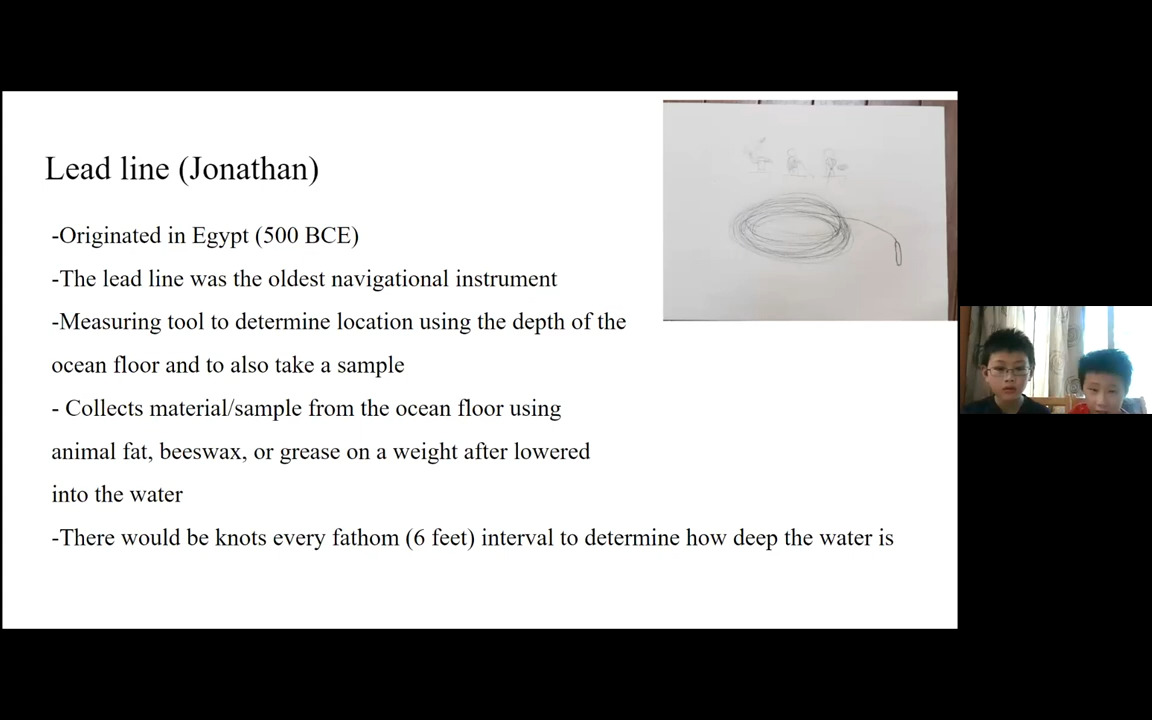 Lead line (Jonathan)
-Originated in Egypt (500 BCE)
-The lead line was the oldest navigational instrument
-Measuring tool to determine location using the depth of the
ocean floor and to also take a sample
- Collects material/sample from the ocean floor using
animal fat, beeswax, or grease on a weight after lowered
into the water
-There would be knots every fathom (6 feet) interval to determine how deep the water is